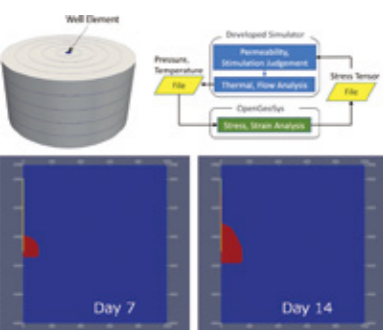 Well Element
Developed Simulator
Permeability,
Stimulation Judgement
Thermal, Flow Analysis
Pressure,
Temperature
File
Stress Tensor
File
OpenGeoSys
Stress, Strain Analysis
Day 7
Day 14